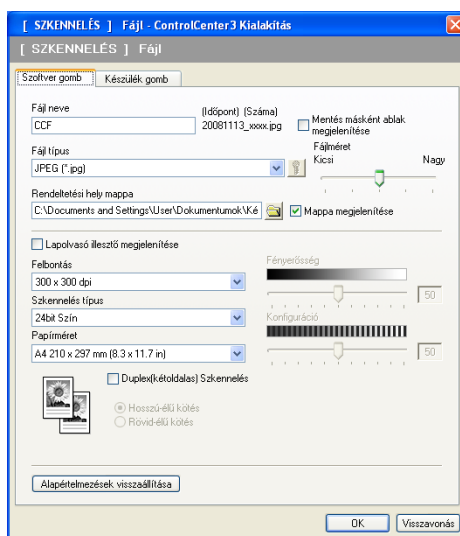 [ SZKENNELÉS ] Fájl - ControlCenter3 Kialakítás
[ SZKENNELÉS ] Fájl
Szoftver gomb
Készülék gomb
Fájl neve
(Időpont) (Száma)
CCF
20081113_xxxx.jpg
Mentés másként ablak
megjelenítése
Fájl típus
Fájlméret
Kicsi
Nagy
JPEG (*.jpg)
Rendeltetési hely mappa
C:\Documents and Settings\User\Dokumentumok\Ké
Mappa megjelenítése
Lapolvasó illesztő megjelenítése
Felbontás
Fényerősség
300 x 300 dpi
50
Szkennelés típus
24bit Szín
Konfiguráció
Papírméret
A4 210 x 297 mm (8.3 x 11.7 in)
50
Duplex(kétoldalas) Szkennelés
Hosszú-élű kötés
Rövid-élű kötés
Alapértelmezések visszaállítása
OK
Visszavonás